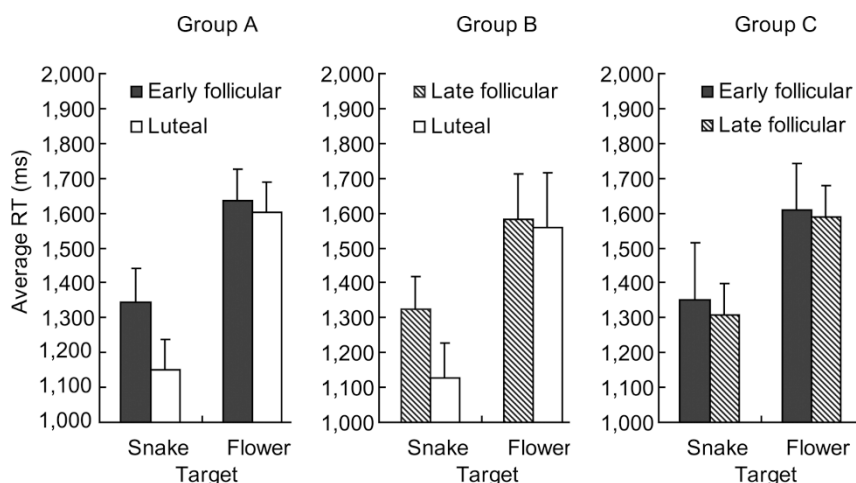 Group A
Group B
Group C
Average RT (ms)
2,000
1,900
1,800
1,700
1,600
1,500
1,400
1,300
1,200
1,100
1,000
Early follicular
Luteal
Snake
Flower
Target
2,000
1,900
1,800
1,700
1,600
1,500
1,400
1,300
1,200
1,100
1,000
Late follicular
Luteal
Snake
Flower
Target
2,000
1,900
1,800
1,700
1,600
1,500
1,400
1,300
1,200
1,100
1,000
Early follicular
Late follicular
Snake
Flower
Target